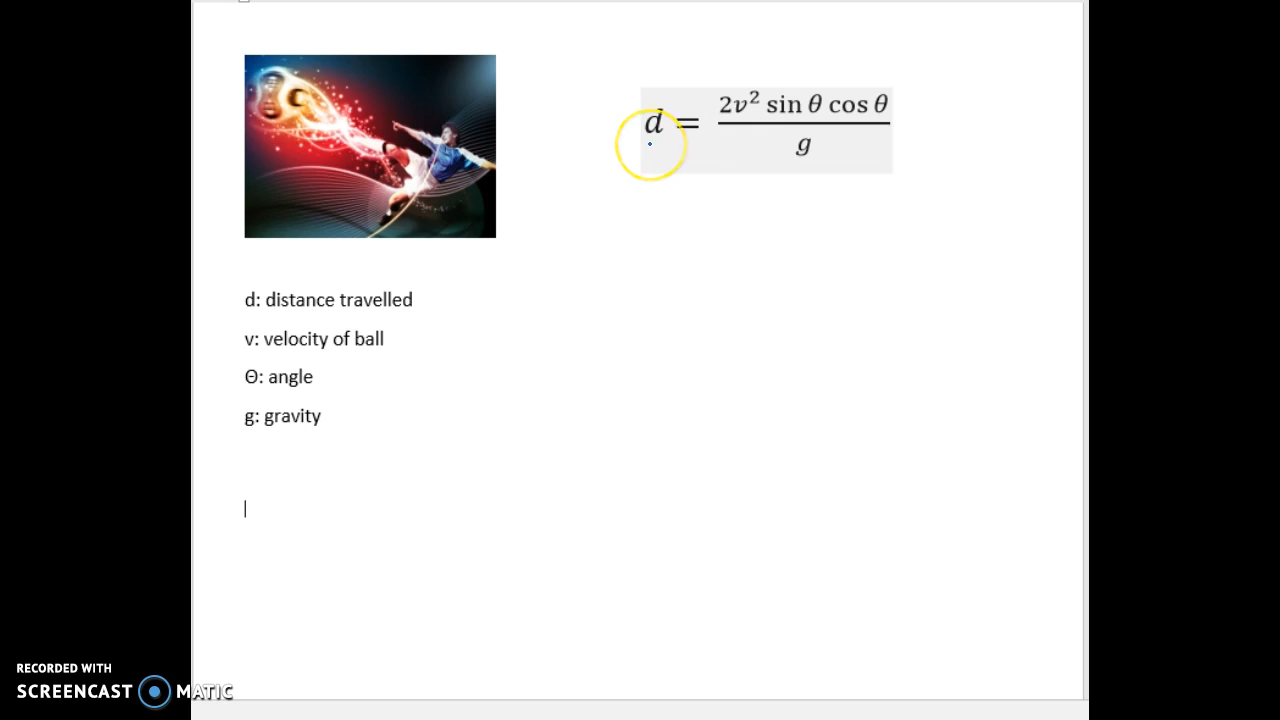 d = 2v² sin θ cos θ / g
d: distance travelled
v: velocity of ball
Θ: angle
g: gravity
RECORDED WITH
SCREENCAST MATIC